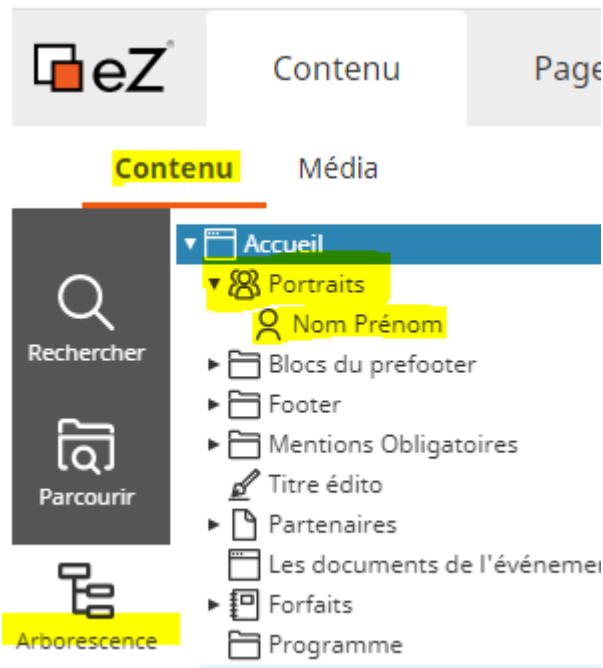 eZ Contenu Page
Contenu Média
Accueil
Portraits
Nom Prénom
Rechercher
Blocs du prefooter
Footer
Mentions Obligatoires
Parcourir
Titre édito
Partenaires
Les documents de l'événemen
Forfaits
Arborescence
Programme